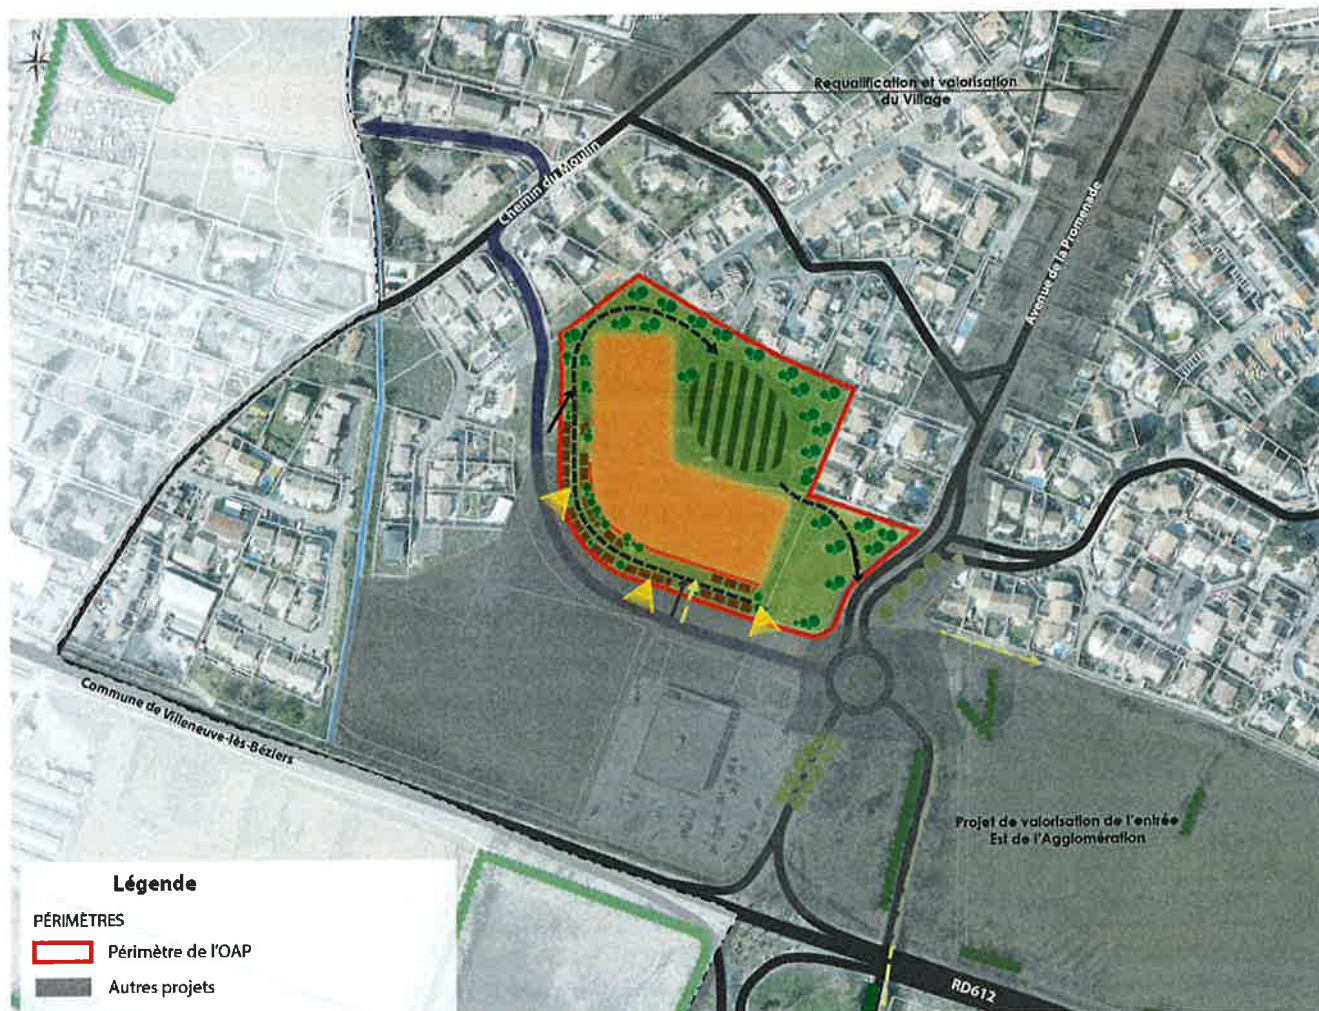 N
Requalification et valorisation
du Village
Chemin du Moulin
Avenue de la Promenade
Commune de Villeneuve-lès-Béziers
Projet de valorisation de l'entrée
Est de l'Agglomération
RD612
Légende
PÉRIMÈTRES
Périmètre de l'OAP
Autres projets